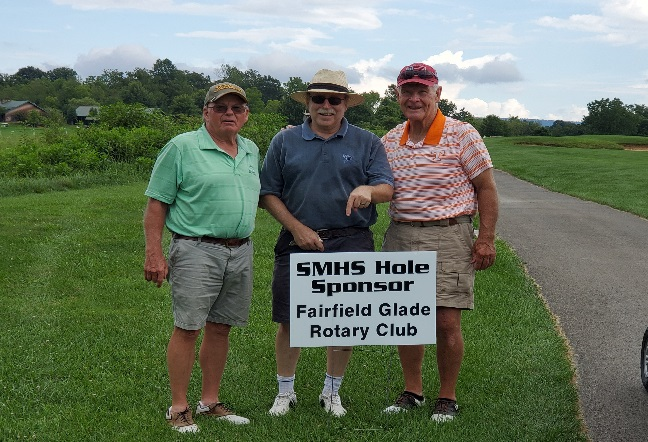 SMHS Hole
Sponsor
Fairfield Glade
Rotary Club